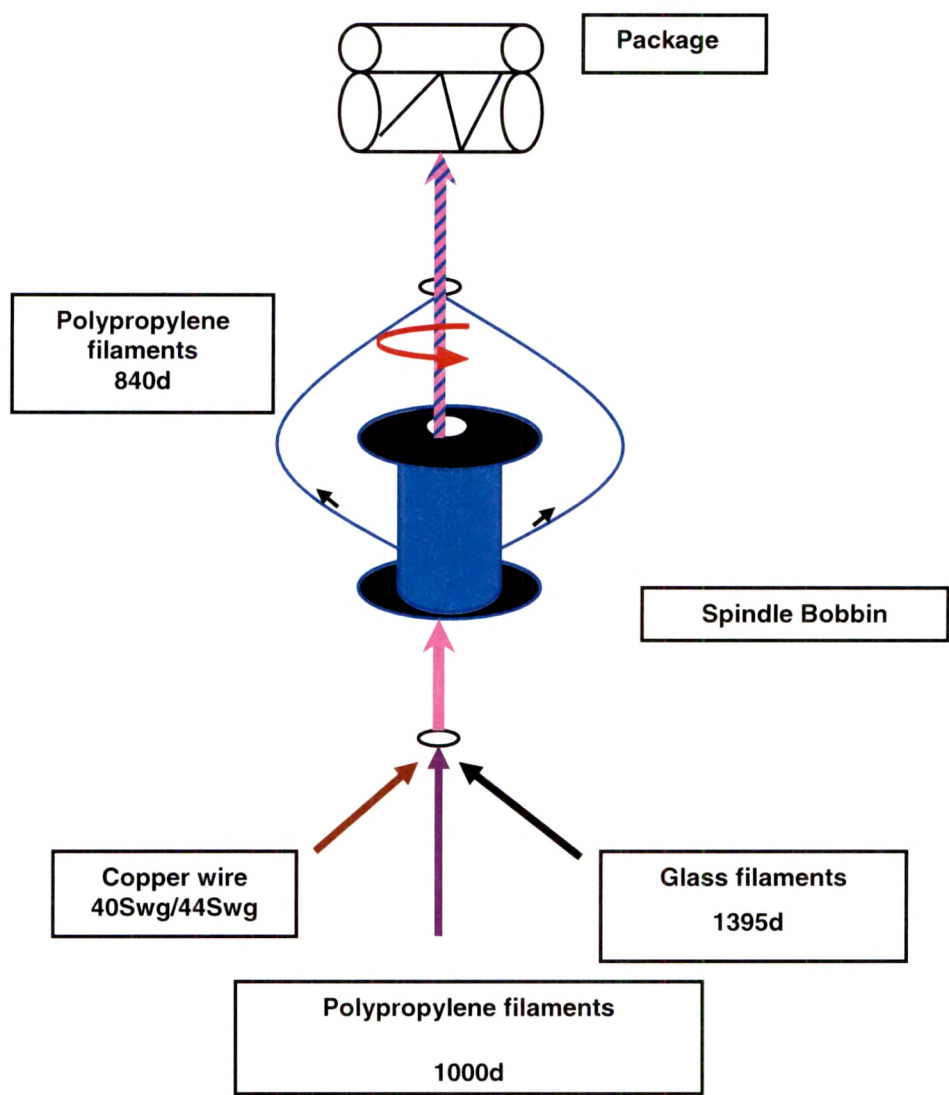 Package
Polypropylene
filaments
840d
Spindle Bobbin
Copper wire
40Swg/44Swg
Glass filaments
1395d
Polypropylene filaments
1000d